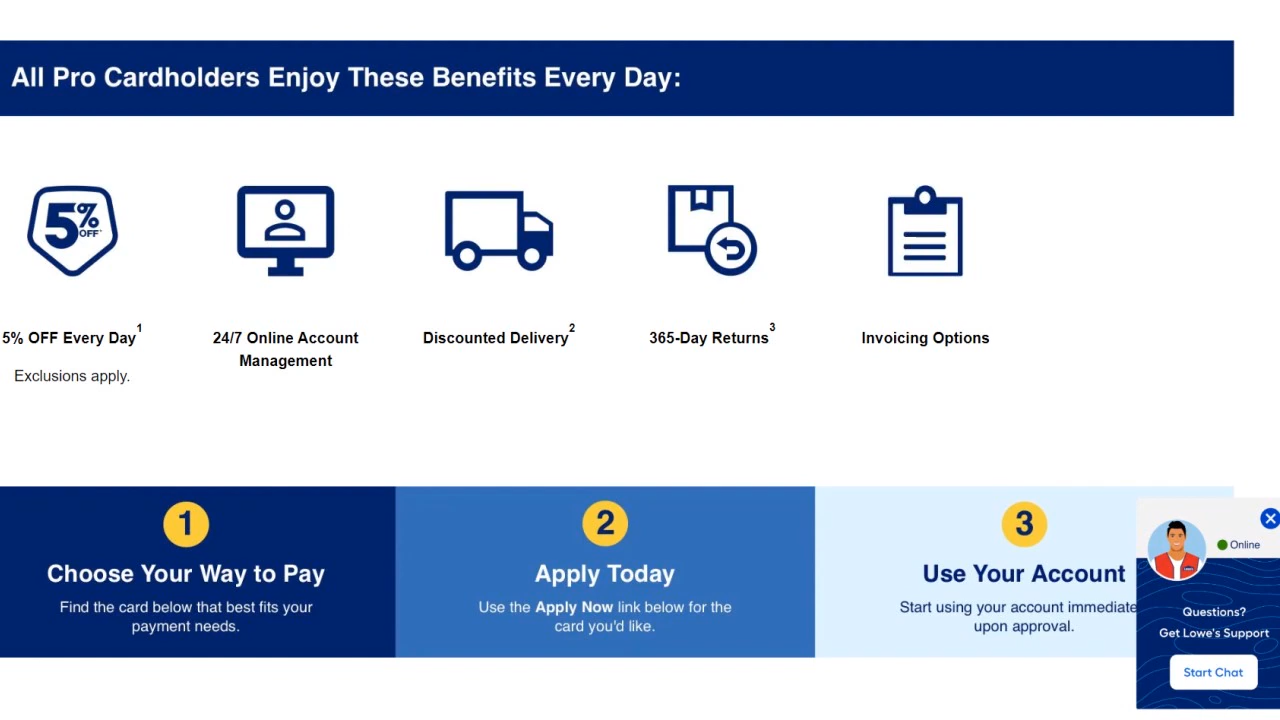 All Pro Cardholders Enjoy These Benefits Every Day:
5%
OFF*
5% OFF Every Day1
Exclusions apply.
24/7 Online Account
Management
Discounted Delivery2
365-Day Returns3
Invoicing Options
1
Choose Your Way to Pay
Find the card below that best fits your
payment needs.
2
Apply Today
Use the Apply Now link below for the
card you'd like.
3
Use Your Account
Start using your account immediate
upon approval.
Online
Questions?
Get Lowe's Support
Start Chat